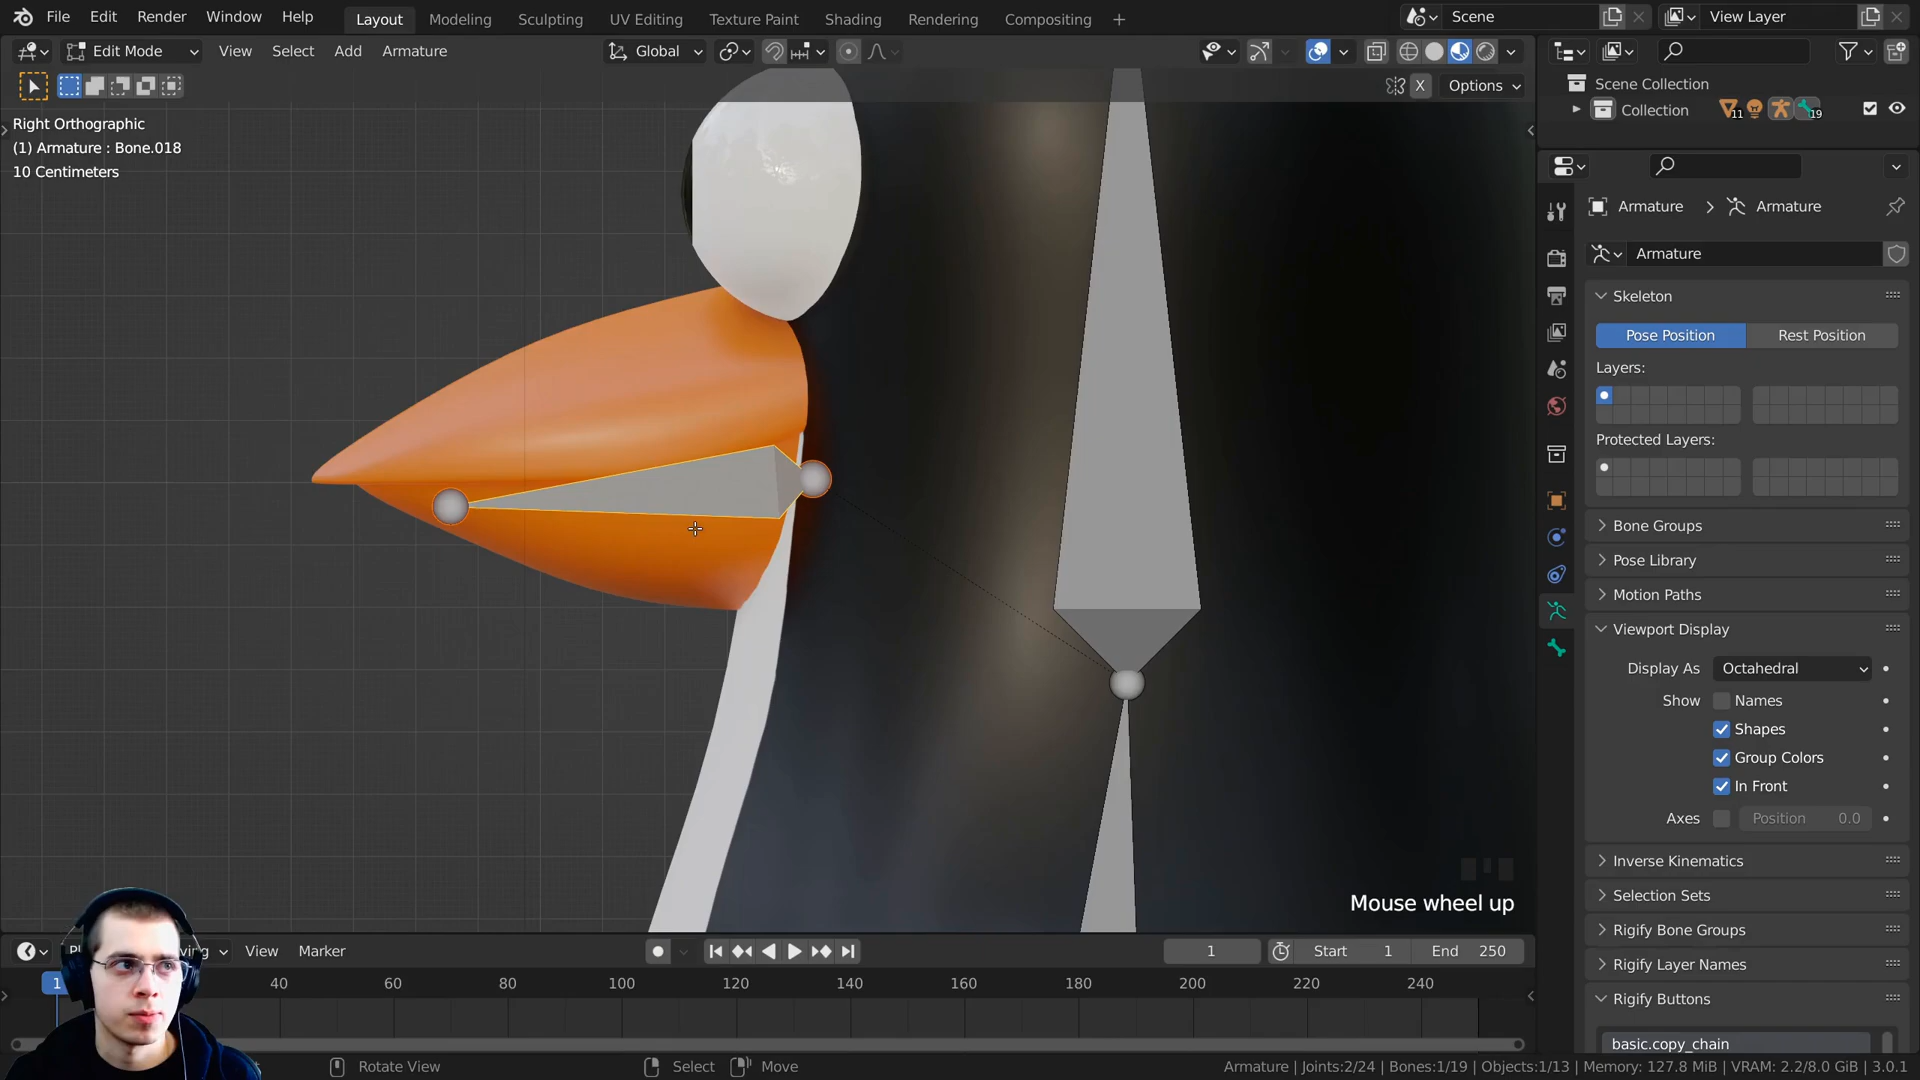 File Edit Render Window Help Layout Modeling Sculpting UV Editing Texture Paint Shading Rendering Compositing + Scene View Layer
Edit Mode View Select Add Armature Global
X Options
Right Orthographic
(1) Armature : Bone.018
10 Centimeters
Scene Collection
Collection 11 19
Armature > Armature
Armature
Skeleton
Pose Position Rest Position
Layers:
Protected Layers:
Bone Groups
Pose Library
Motion Paths
Viewport Display
Display As Octahedral
Show Names
Shapes
Group Colors
In Front
Axes Position 0.0
Inverse Kinematics
Selection Sets
Rigify Bone Groups
Rigify Layer Names
Rigify Buttons
basic.copy_chain
Mouse wheel up
View Marker 1 Start 1 End 250
1 40 60 80 100 120 140 160 180 200 220 240
Rotate View Select Move Armature | Joints:2/24 | Bones:1/19 | Objects:1/13 | Memory: 127.8 MiB | VRAM: 2.2/8.0 GiB | 3.0.1